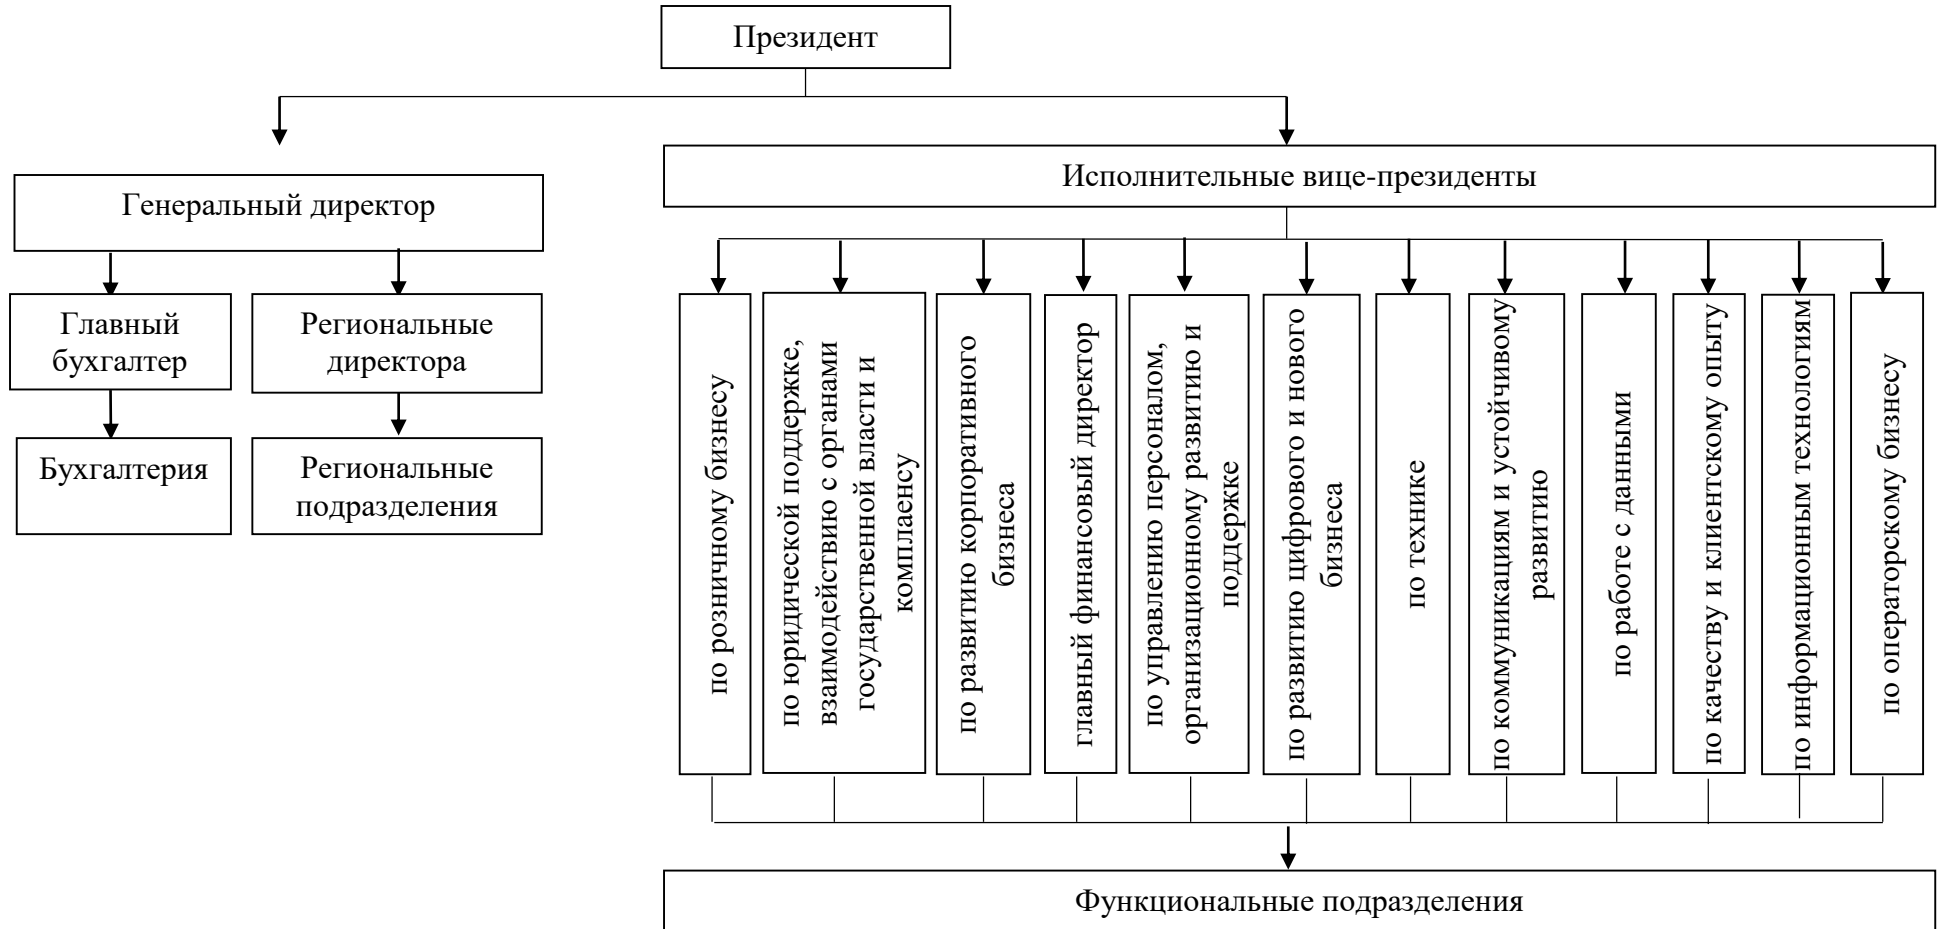 Президент
Исполнительные вице-президенты
Генеральный директор
Главный
бухгалтер
Региональные
директора
Бухгалтерия
Региональные
подразделения
по розничному бизнесу
по юридической поддержке,
взаимодействию с органами
государственной власти и
комплаенсу
по развитию корпоративного
бизнеса
главный финансовый директор
по управлению персоналом,
организационному развитию и
поддержке
по развитию цифрового и нового
бизнеса
по технике
по коммуникациям и устойчивому
развитию
по работе с данными
по качеству и клиентскому опыту
по информационным технологиям
по операторскому бизнесу
Функциональные подразделения